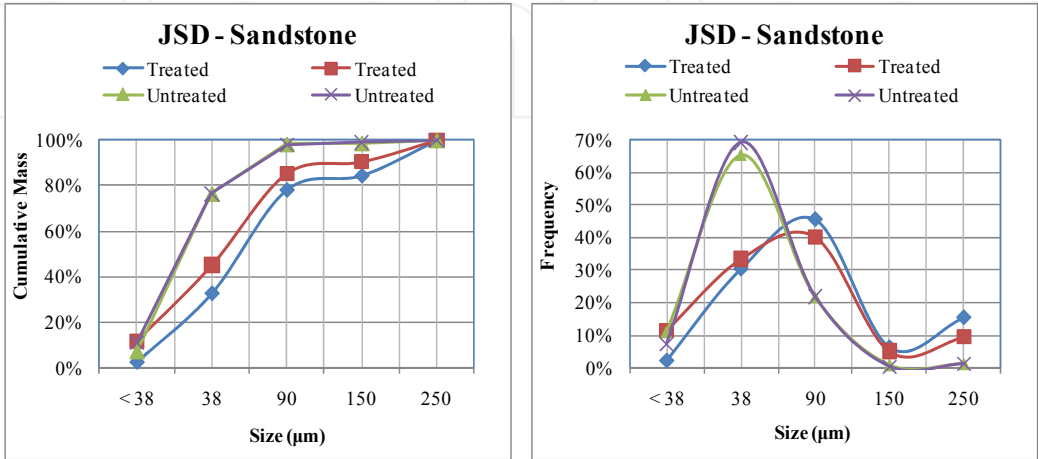 JSD - Sandstone
Treated Treated
Untreated Untreated
100%
80%
60%
40%
20%
0%
Cumulative Mass
< 38 38 90 150 250
Size (µm)
JSD - Sandstone
Treated Treated
Untreated Untreated
70%
60%
50%
40%
30%
20%
10%
0%
Frequency
< 38 38 90 150 250
Size (µm)